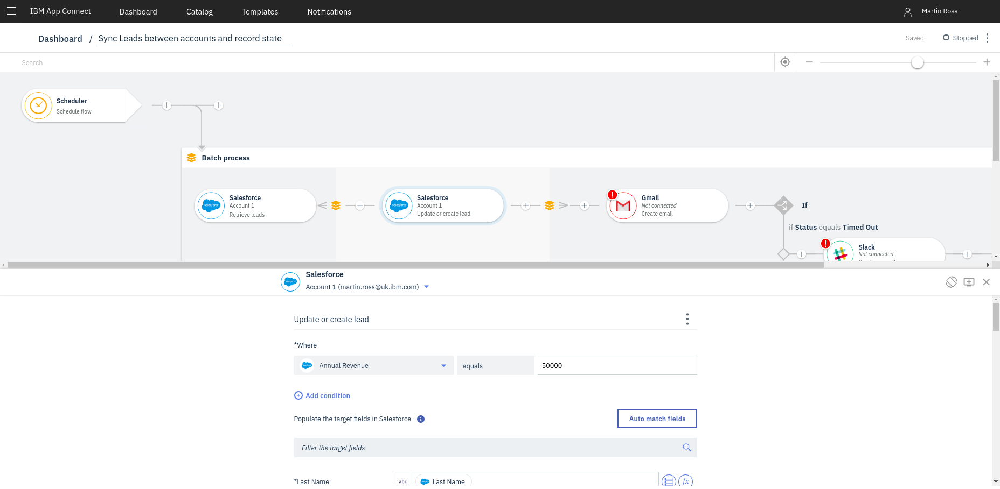 IBM App Connect Dashboard Catalog Templates Notifications Martin Ross
Dashboard / Sync Leads between accounts and record state Saved Stopped
Search
Scheduler
Schedule flow
Batch process
Salesforce
Account 1
Retrieve leads
Salesforce
Account 1
Update or create lead
Gmail
Not connected
Create email
If
if Status equals Timed Out
Slack
Not connected
Salesforce
Account 1 (martin.ross@uk.ibm.com)
Update or create lead
*Where
Annual Revenue equals 50000
Add condition
Populate the target fields in Salesforce Auto match fields
Filter the target fields
*Last Name abc Last Name fx